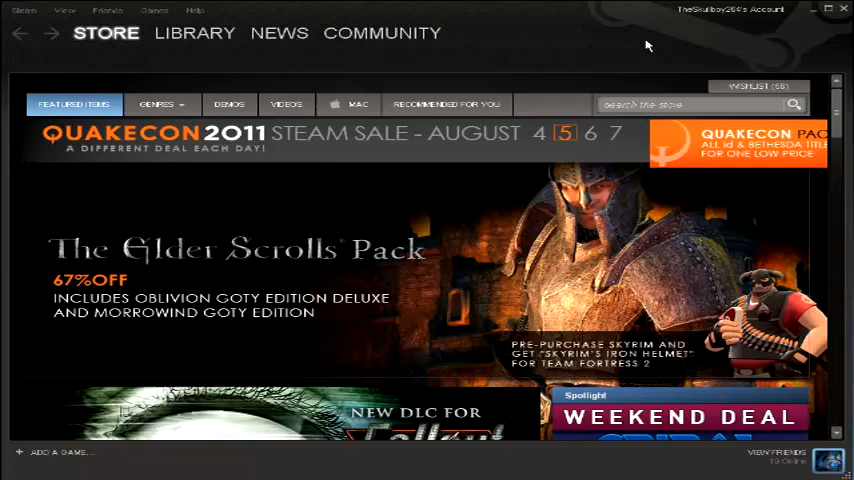 Steam View Friends Games Help
TheSkullboy264's Account
STORE LIBRARY NEWS COMMUNITY
WISHLIST (56)
FEATURED ITEMS GENRES DEMOS VIDEOS MAC RECOMMENDED FOR YOU search the store
QUAKECON 2011 STEAM SALE - AUGUST 4 5 6 7
A DIFFERENT DEAL EACH DAY!
QUAKECON PAC
ALL id & BETHESDA TITLE
FOR ONE LOW PRICE
The Elder Scrolls Pack
67%OFF
INCLUDES OBLIVION GOTY EDITION DELUXE
AND MORROWIND GOTY EDITION
PRE-PURCHASE SKYRIM AND
GET "SKYRIM'S IRON HELMET"
FOR TEAM FORTRESS 2
NEW DLC FOR
Fallout
Spotlight
WEEKEND DEAL
SPIRAL
+ ADD A GAME...
VIEW FRIENDS
19 Online